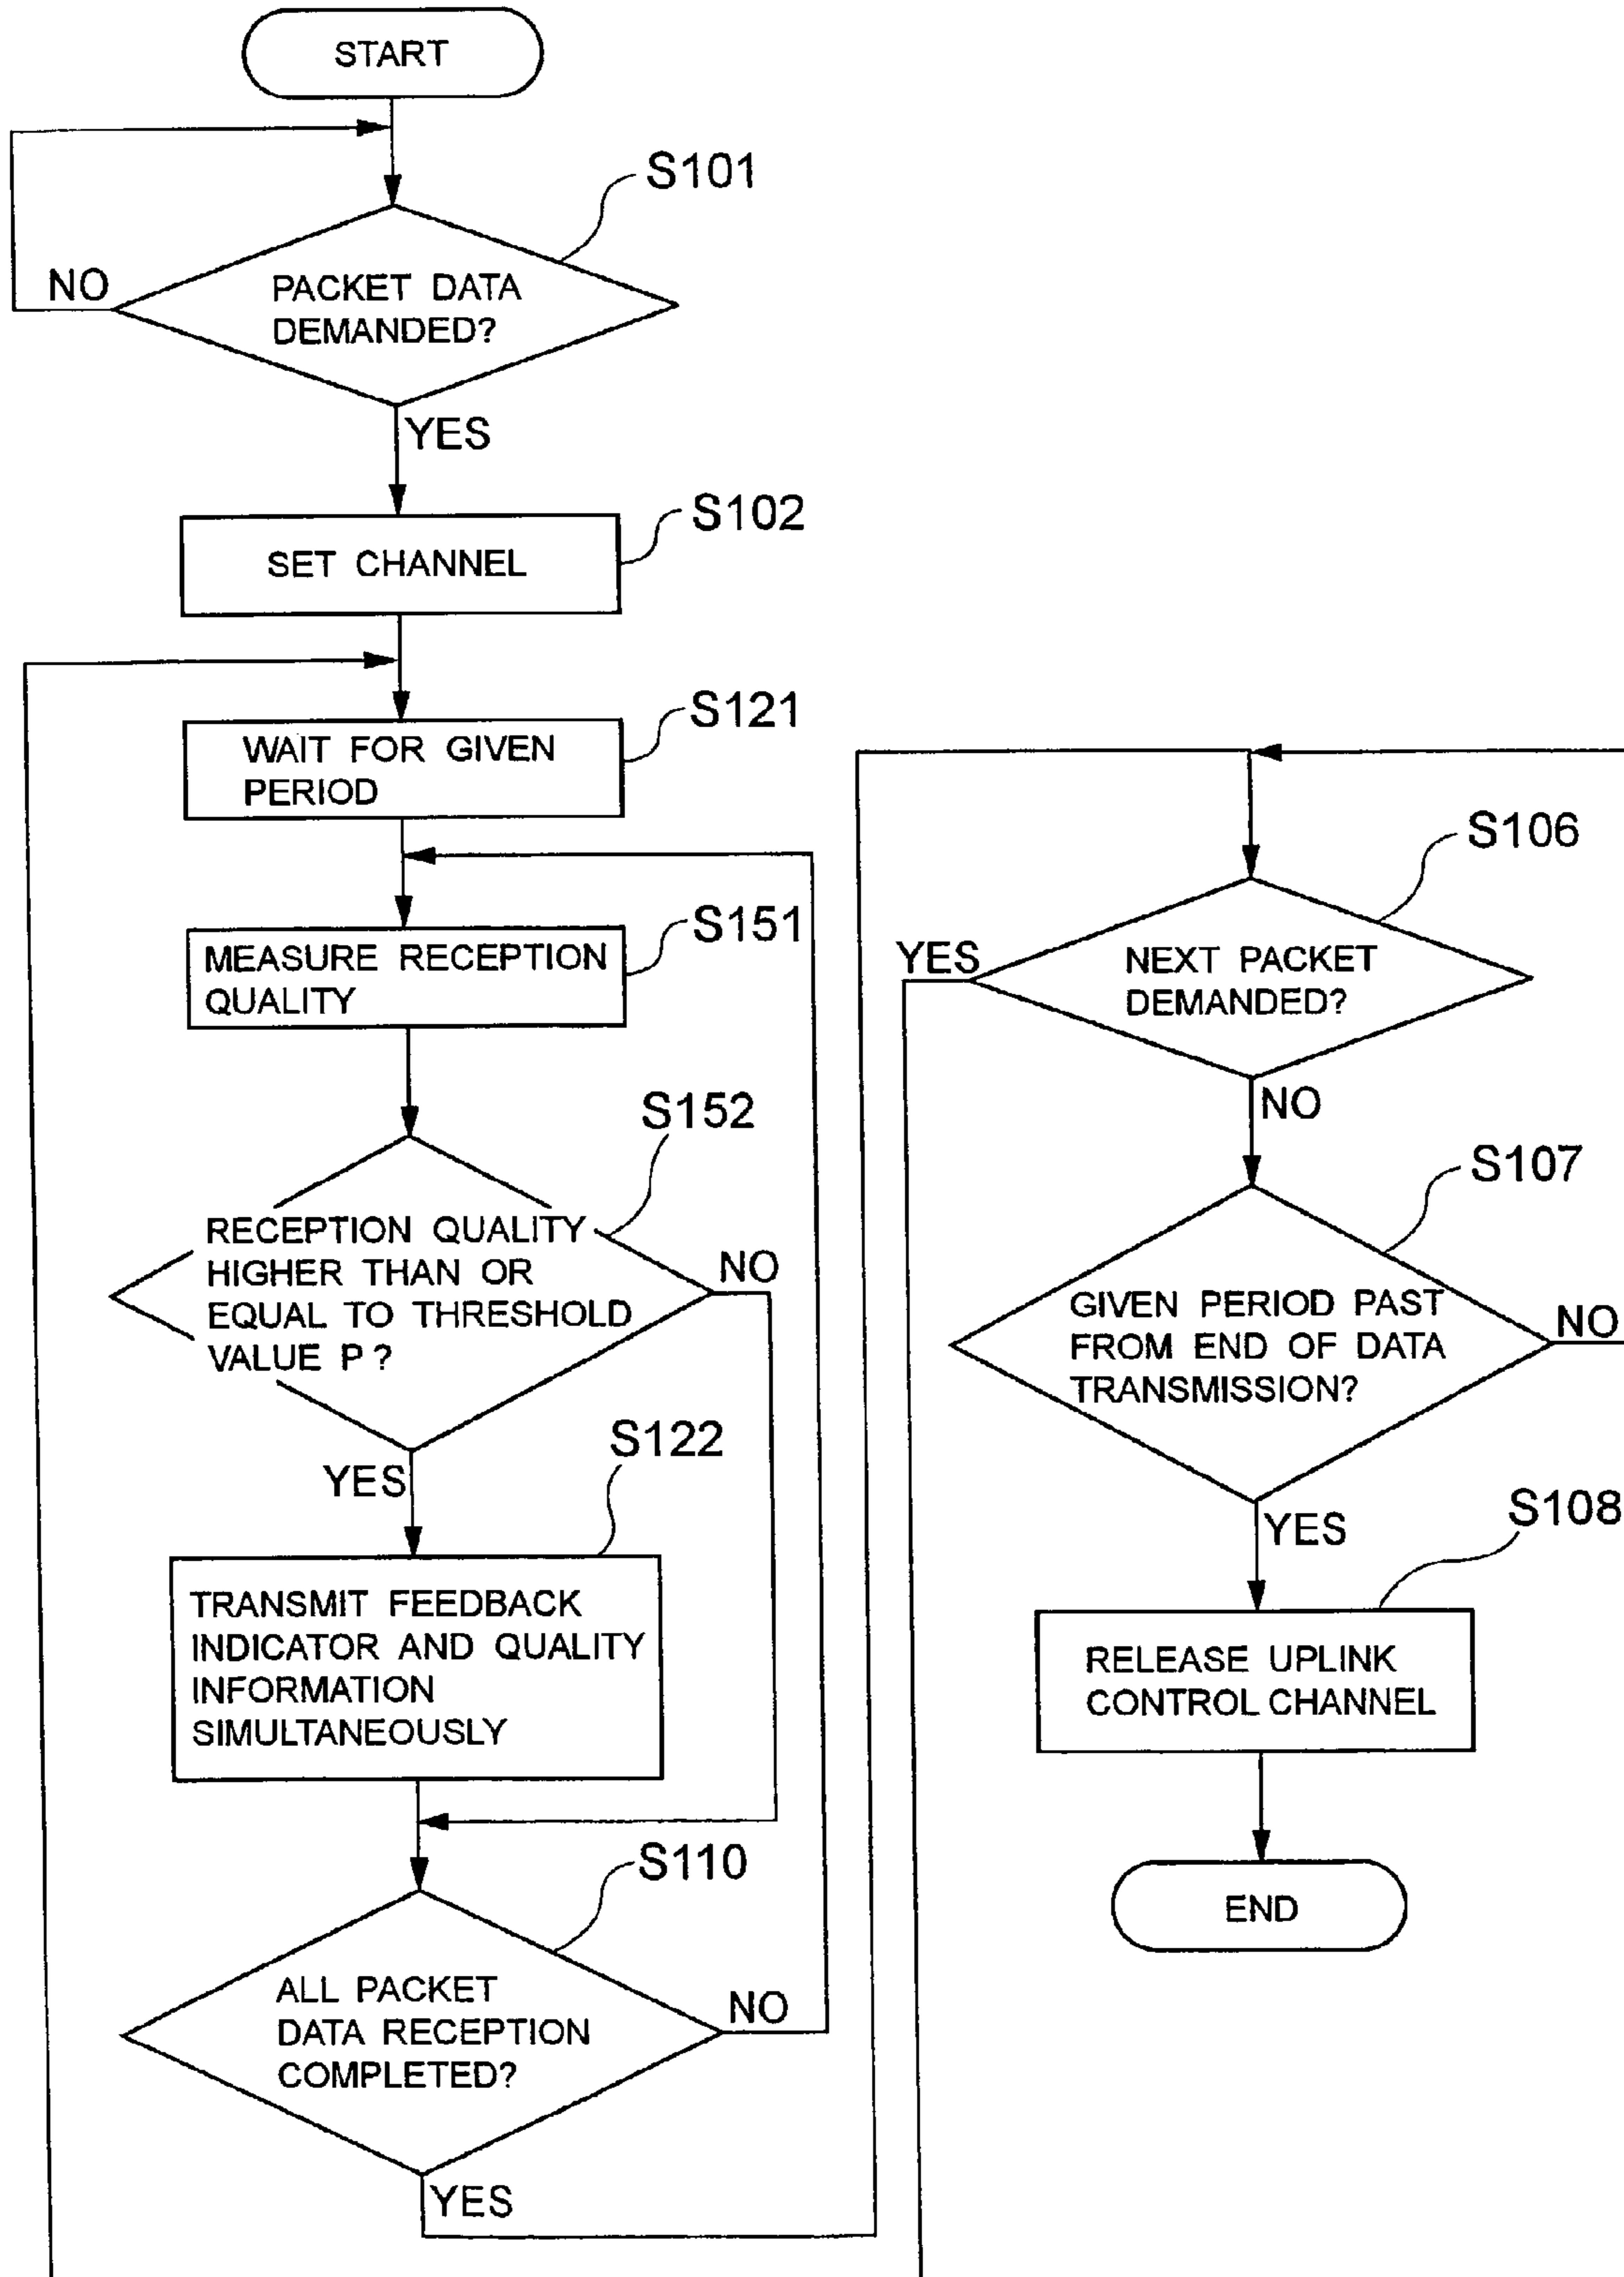 START
S101
NO
PACKET DATA
DEMANDED?
YES
S102
SET CHANNEL
S121
WAIT FOR GIVEN
PERIOD
S151
MEASURE RECEPTION
QUALITY
S152
RECEPTION QUALITY
HIGHER THAN OR
EQUAL TO THRESHOLD
VALUE P ?
NO
YES
S122
TRANSMIT FEEDBACK
INDICATOR AND QUALITY
INFORMATION
SIMULTANEOUSLY
S110
ALL PACKET
DATA RECEPTION
COMPLETED?
NO
YES
S106
YES
NEXT PACKET
DEMANDED?
NO
S107
GIVEN PERIOD PAST
FROM END OF DATA
TRANSMISSION?
NO
YES
S108
RELEASE UPLINK
CONTROL CHANNEL
END